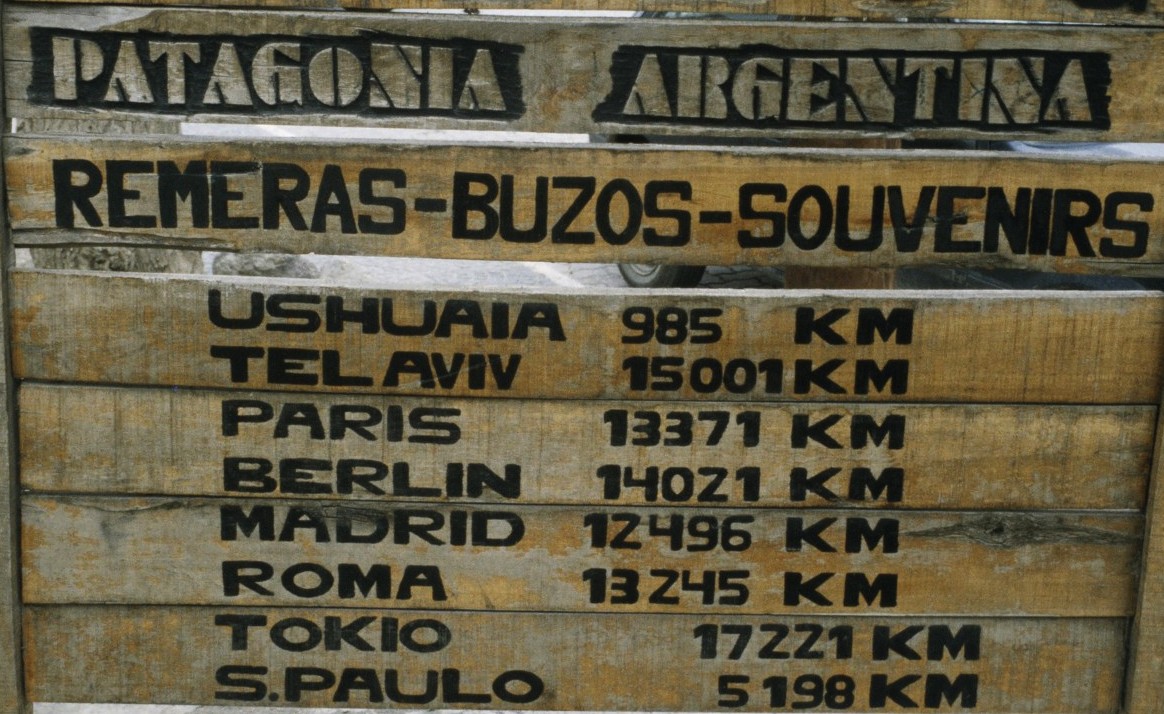 PATAGONIA ARGENTINA
REMERAS-BUZOS-SOUVENIRS
USHUAIA 985 KM
TEL AVIV 15001 KM
PARIS 13371 KM
BERLIN 14021 KM
MADRID 12496 KM
ROMA 13245 KM
TOKIO 17221 KM
S.PAULO 5198 KM